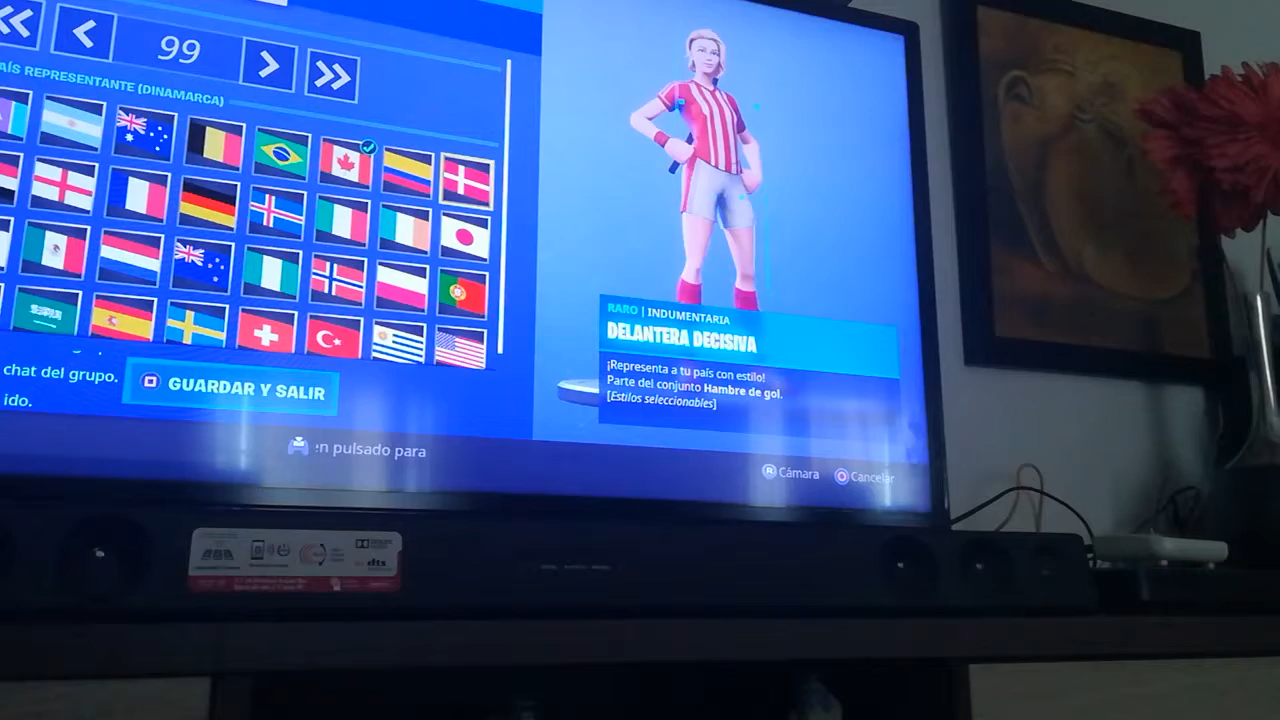 99
AÍS REPRESENTANTE (DINAMARCA)
RARO | INDUMENTARIA
DELANTERA DECISIVA
¡Representa a tu país con estilo!
Parte del conjunto Hambre de gol.
[Estilos seleccionables]
chat del grupo.
ido.
GUARDAR Y SALIR
en pulsado para
R Cámara
Cancelar
dts